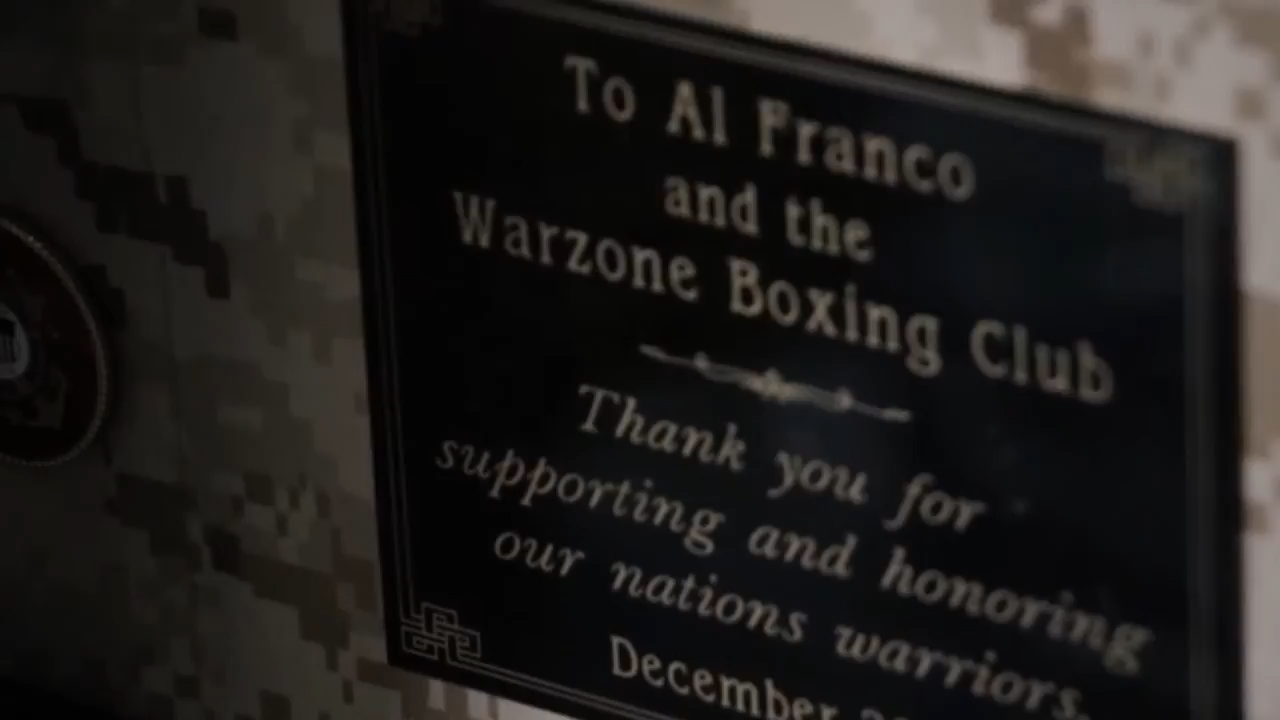 To Al Franco
and the
Warzone Boxing Club
Thank you for
supporting and honoring
our nations warriors.
December